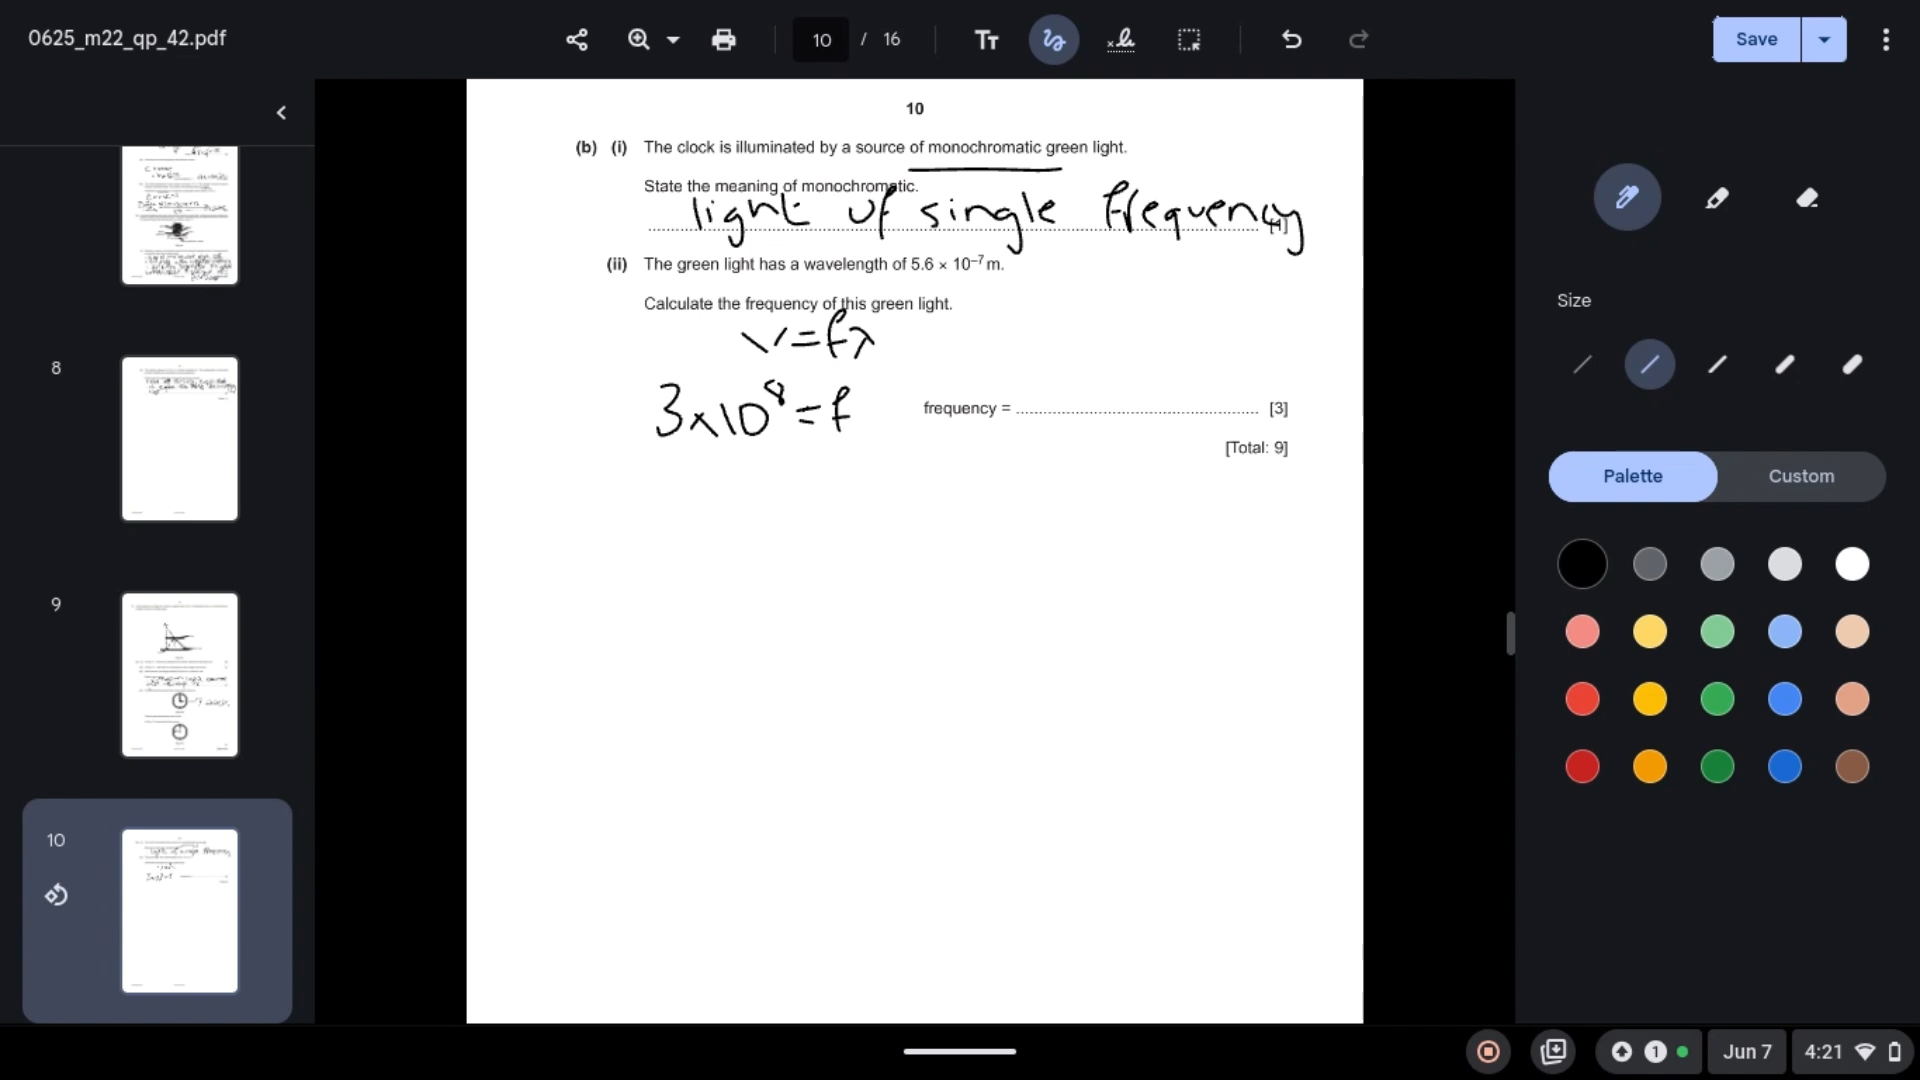 0625_m22_qp_42.pdf
10 / 16
Save
10
(b) (i) The clock is illuminated by a source of monochromatic green light.
State the meaning of monochromatic.
light of single frequency
(ii) The green light has a wavelength of 5.6 × 10⁻⁷ m.
Calculate the frequency of this green light.
v = fλ
3×10⁸ = f
frequency = ............................................................ [3]
[Total: 9]
8
9
10
Size
Palette
Custom
1
Jun 7
4:21